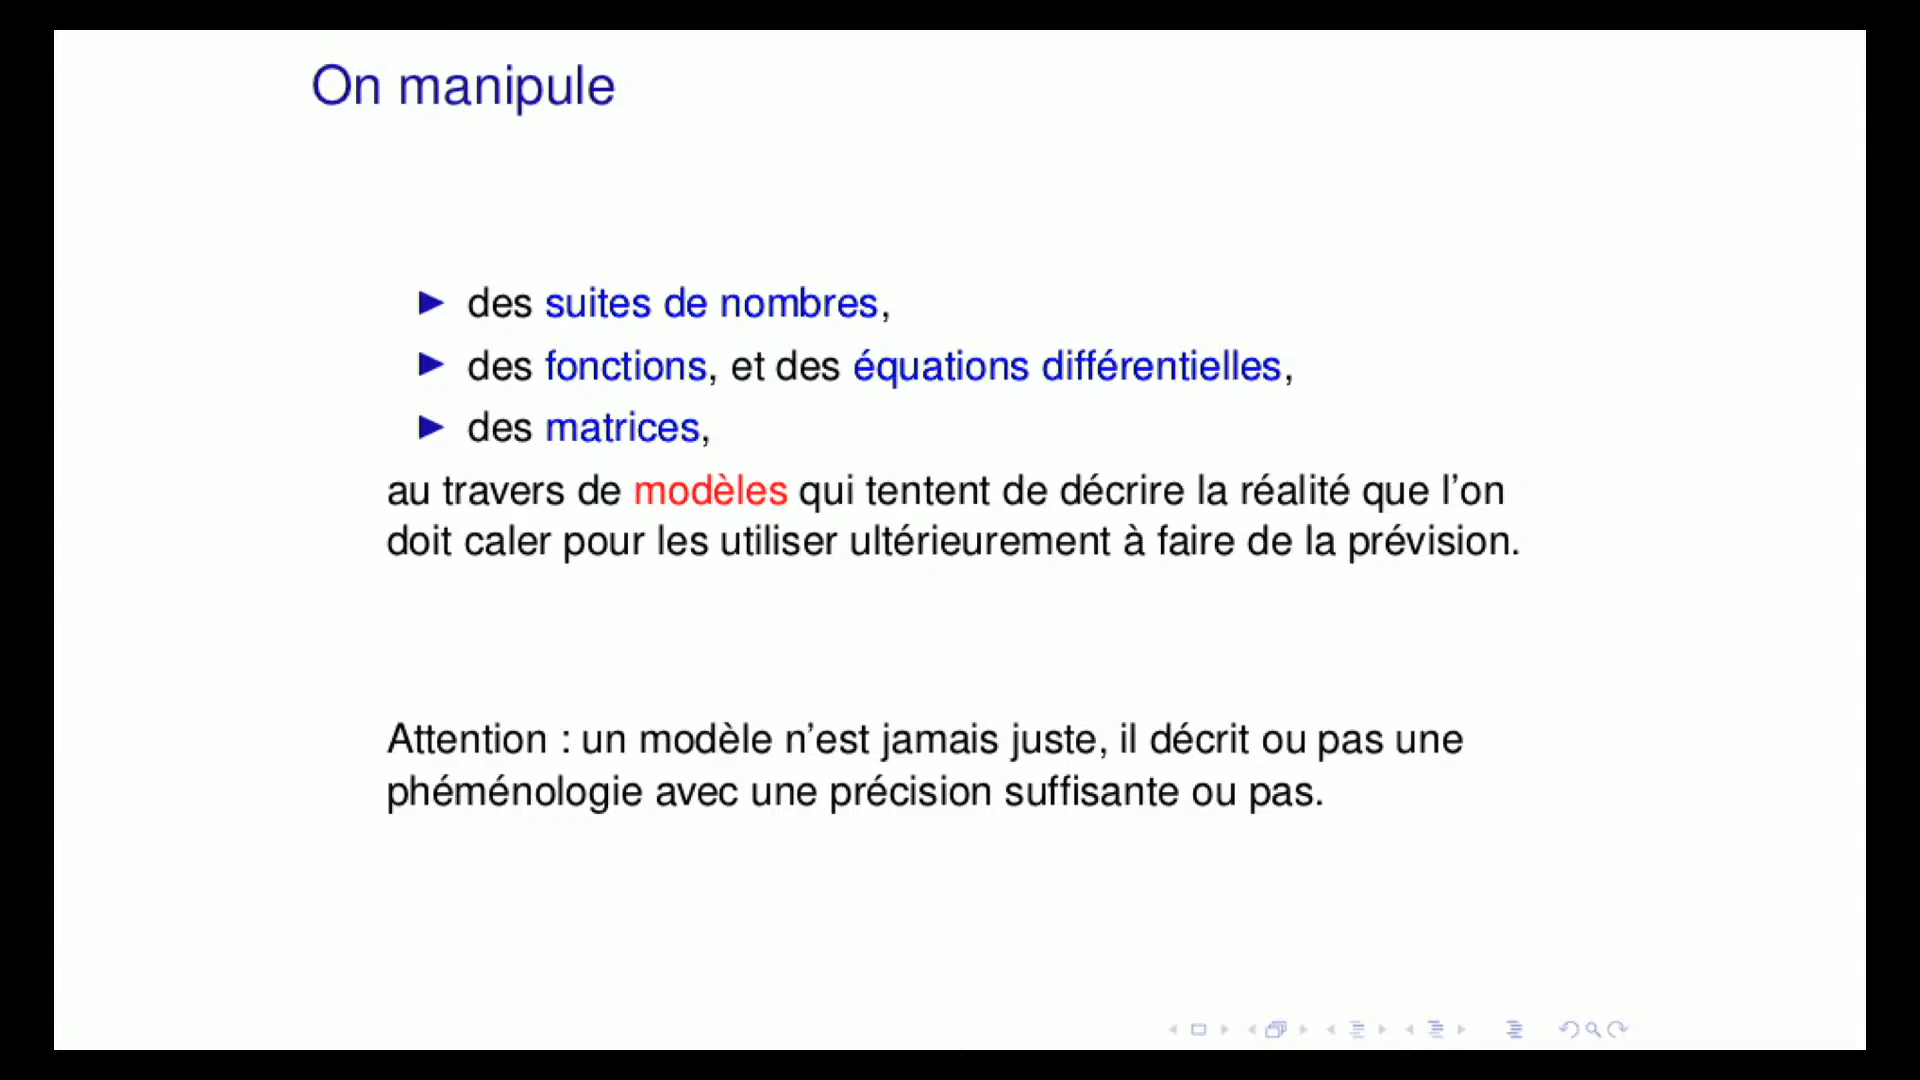 On manipule
des suites de nombres,
des fonctions, et des équations différentielles,
des matrices,
au travers de modèles qui tentent de décrire la réalité que l'on
doit caler pour les utiliser ultérieurement à faire de la prévision.
Attention : un modèle n'est jamais juste, il décrit ou pas une
phéménologie avec une précision suffisante ou pas.